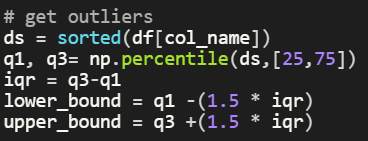 # get outliers
ds = sorted(df[col_name])
q1, q3= np.percentile(ds,[25,75])
iqr = q3-q1
lower_bound = q1 -(1.5 * iqr)
upper_bound = q3 +(1.5 * iqr)